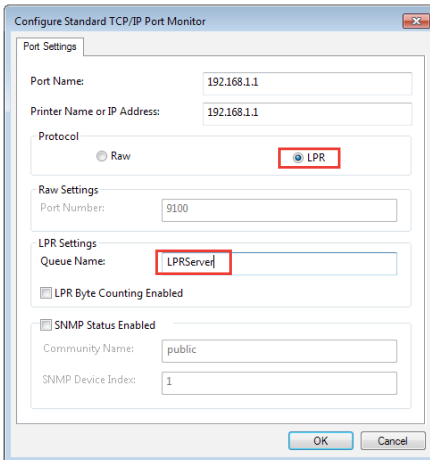 Configure Standard TCP/IP Port Monitor
Port Settings
Port Name: 192.168.1.1
Printer Name or IP Address: 192.168.1.1
Protocol
Raw LPR
Raw Settings
Port Number: 9100
LPR Settings
Queue Name: LPRServer
LPR Byte Counting Enabled
SNMP Status Enabled
Community Name: public
SNMP Device Index: 1
OK Cancel